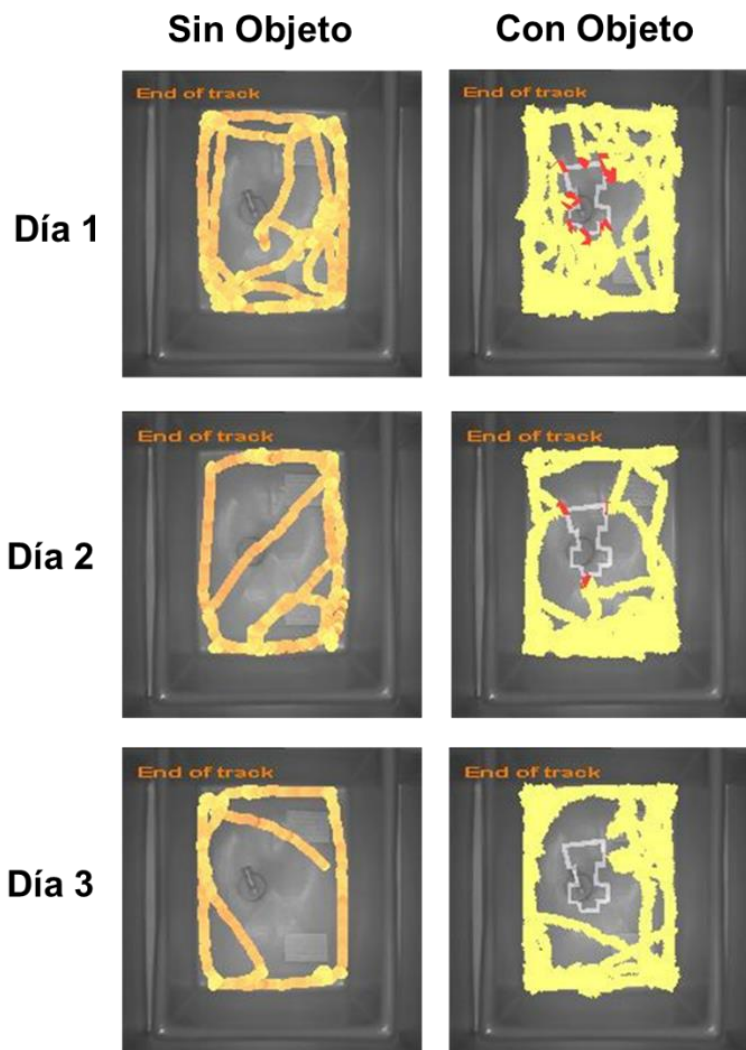 Sin Objeto Con Objeto
End of track End of track
Día 1
End of track End of track
Día 2
End of track End of track
Día 3